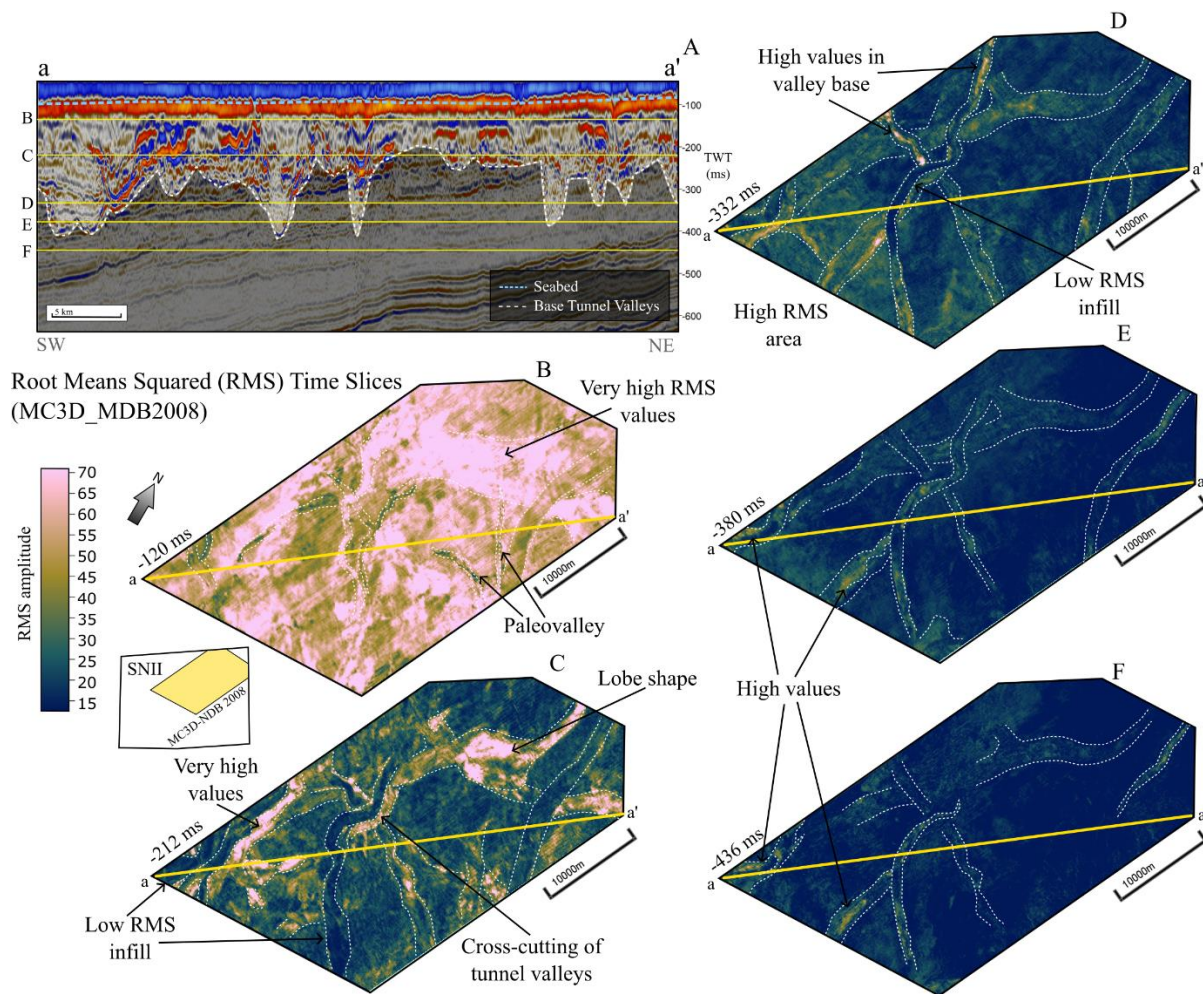 a
A
a'
B
C
D
E
F
-100
-200
TWT
(ms)
-300
-400
-500
-600
5 km
Seabed
Base Tunnel Valleys
SW
NE
Root Means Squared (RMS) Time Slices
(MC3D_MDB2008)
RMS amplitude
70
65
60
55
50
45
40
35
30
25
20
15
N
SNII
MC3D-NDB 2008
B
Very high RMS
values
-120 ms
a
a'
10000m
Paleovalley
C
Lobe shape
Very high
values
-212 ms
a
a'
10000m
Low RMS
infill
Cross-cutting of
tunnel valleys
D
High values in
valley base
-332 ms
a
a'
10000m
High RMS
area
Low RMS
infill
E
-380 ms
a
a'
10000m
High values
F
-436 ms
a
a'
10000m